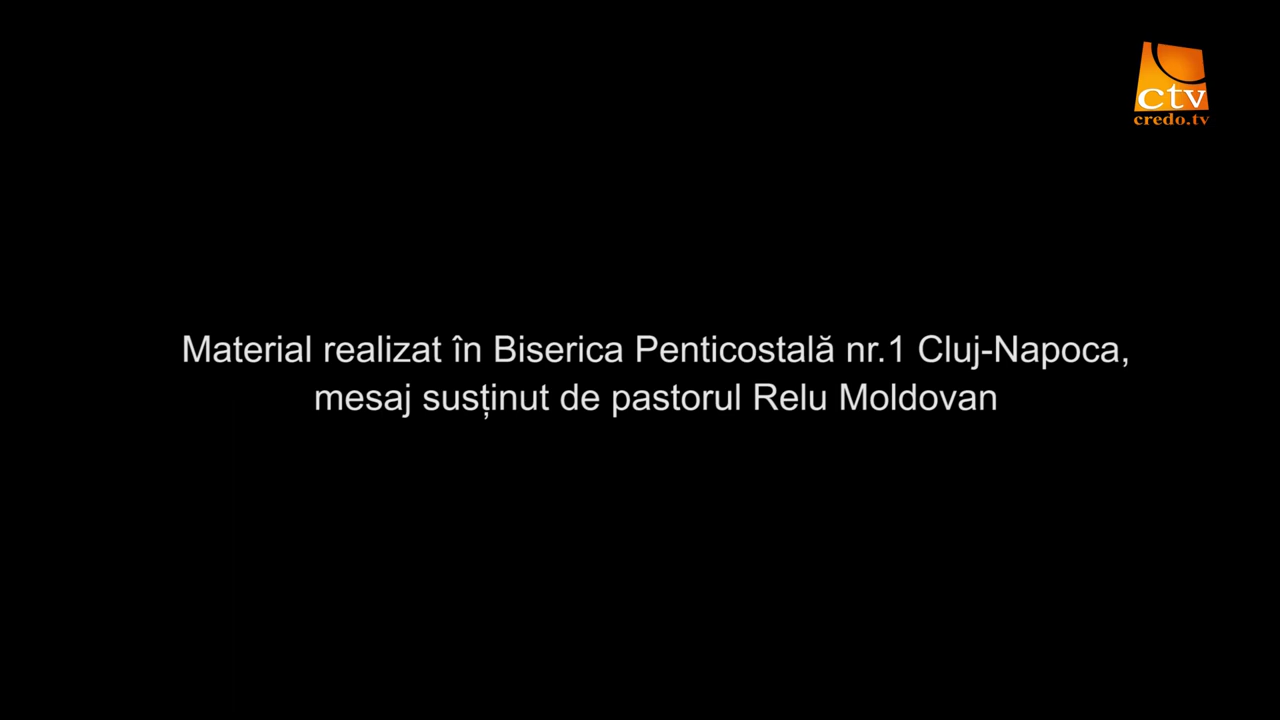 ctv
credo.tv
Material realizat în Biserica Penticostală nr.1 Cluj-Napoca,
mesaj susținut de pastorul Relu Moldovan